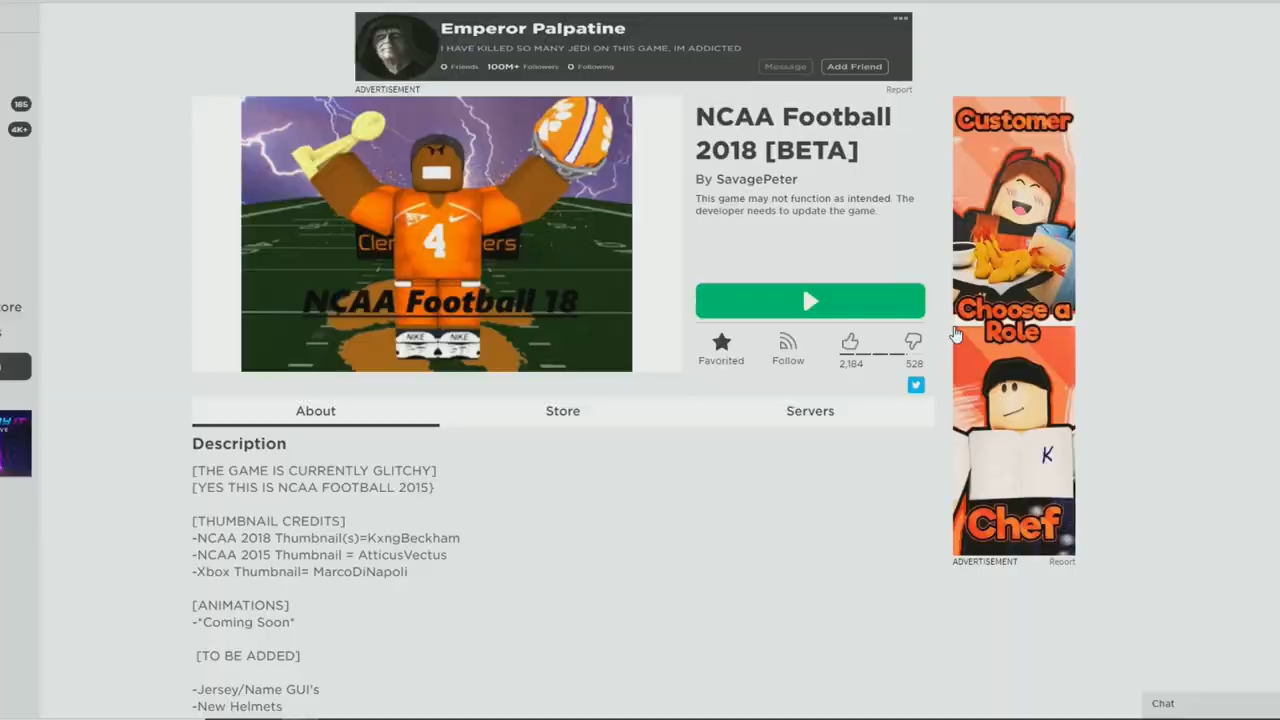 Emperor Palpatine
I HAVE KILLED SO MANY JEDI ON THIS GAME, IM ADDICTED
0 Friends 100M+ Followers 0 Following
Message
Add Friend
ADVERTISEMENT
Report
185
4K+
NCAA Football
2018 [BETA]
By SavagePeter
This game may not function as intended. The
developer needs to update the game.
4
NCAA Football 18
NIKE NIKE
Favorited
Follow
2,184
528
Customer
Choose a
Role
K
Chef
ADVERTISEMENT
Report
About
Store
Servers
Description
[THE GAME IS CURRENTLY GLITCHY]
[YES THIS IS NCAA FOOTBALL 2015}
[THUMBNAIL CREDITS]
-NCAA 2018 Thumbnail(s)=KxngBeckham
-NCAA 2015 Thumbnail = AtticusVectus
-Xbox Thumbnail= MarcoDiNapoli
[ANIMATIONS]
-*Coming Soon*
[TO BE ADDED]
-Jersey/Name GUI's
-New Helmets
Chat